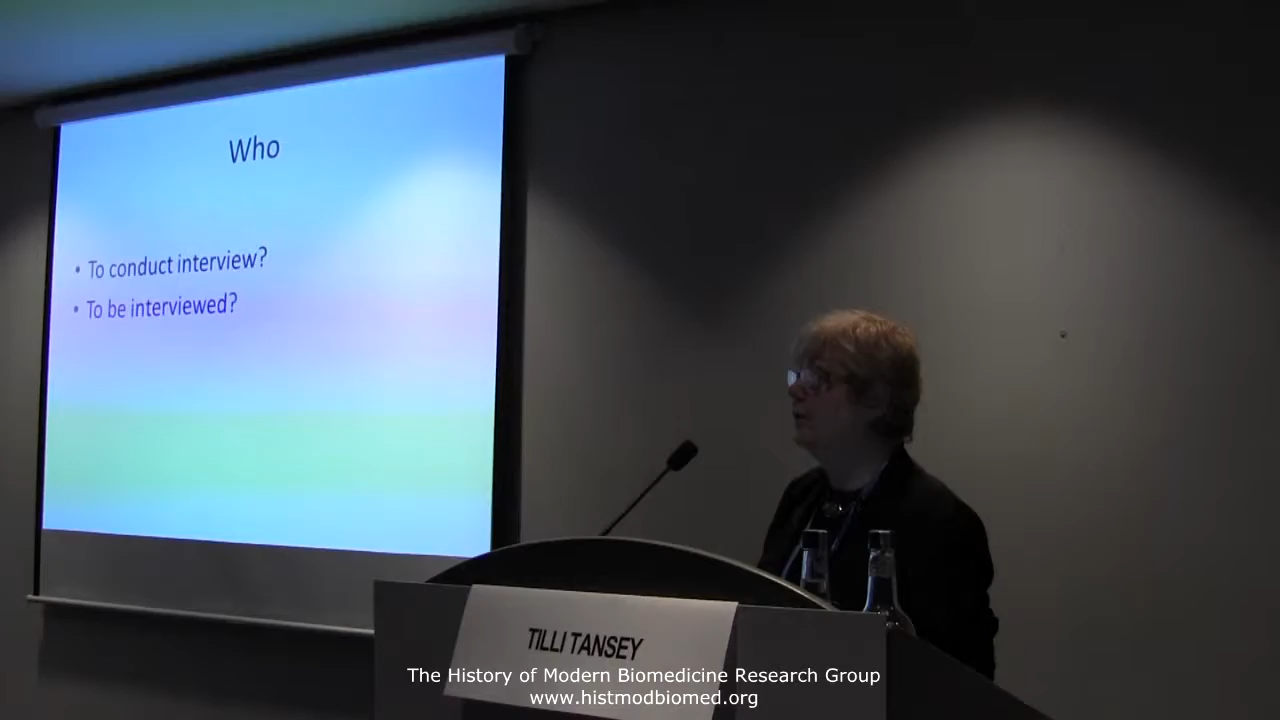 Who
• To conduct interview?
• To be interviewed?
TILLI TANSEY
The History of Modern Biomedicine Research Group
www.histmodbiomed.org